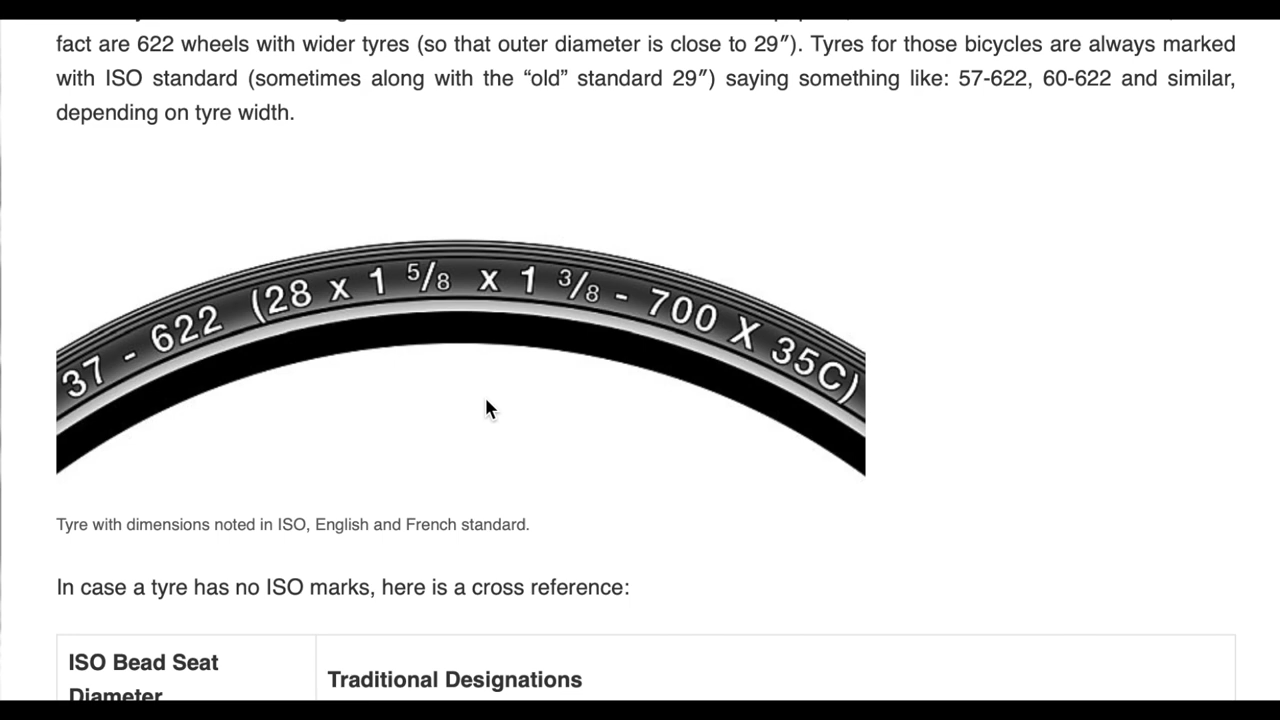 fact are 622 wheels with wider tyres (so that outer diameter is close to 29″). Tyres for those bicycles are always marked
with ISO standard (sometimes along with the “old” standard 29″) saying something like: 57-622, 60-622 and similar,
depending on tyre width.
37 - 622 (28 x 1 5/8 x 1 3/8 - 700 X 35C)
Tyre with dimensions noted in ISO, English and French standard.
In case a tyre has no ISO marks, here is a cross reference:
ISO Bead Seat
Diameter
Traditional Designations